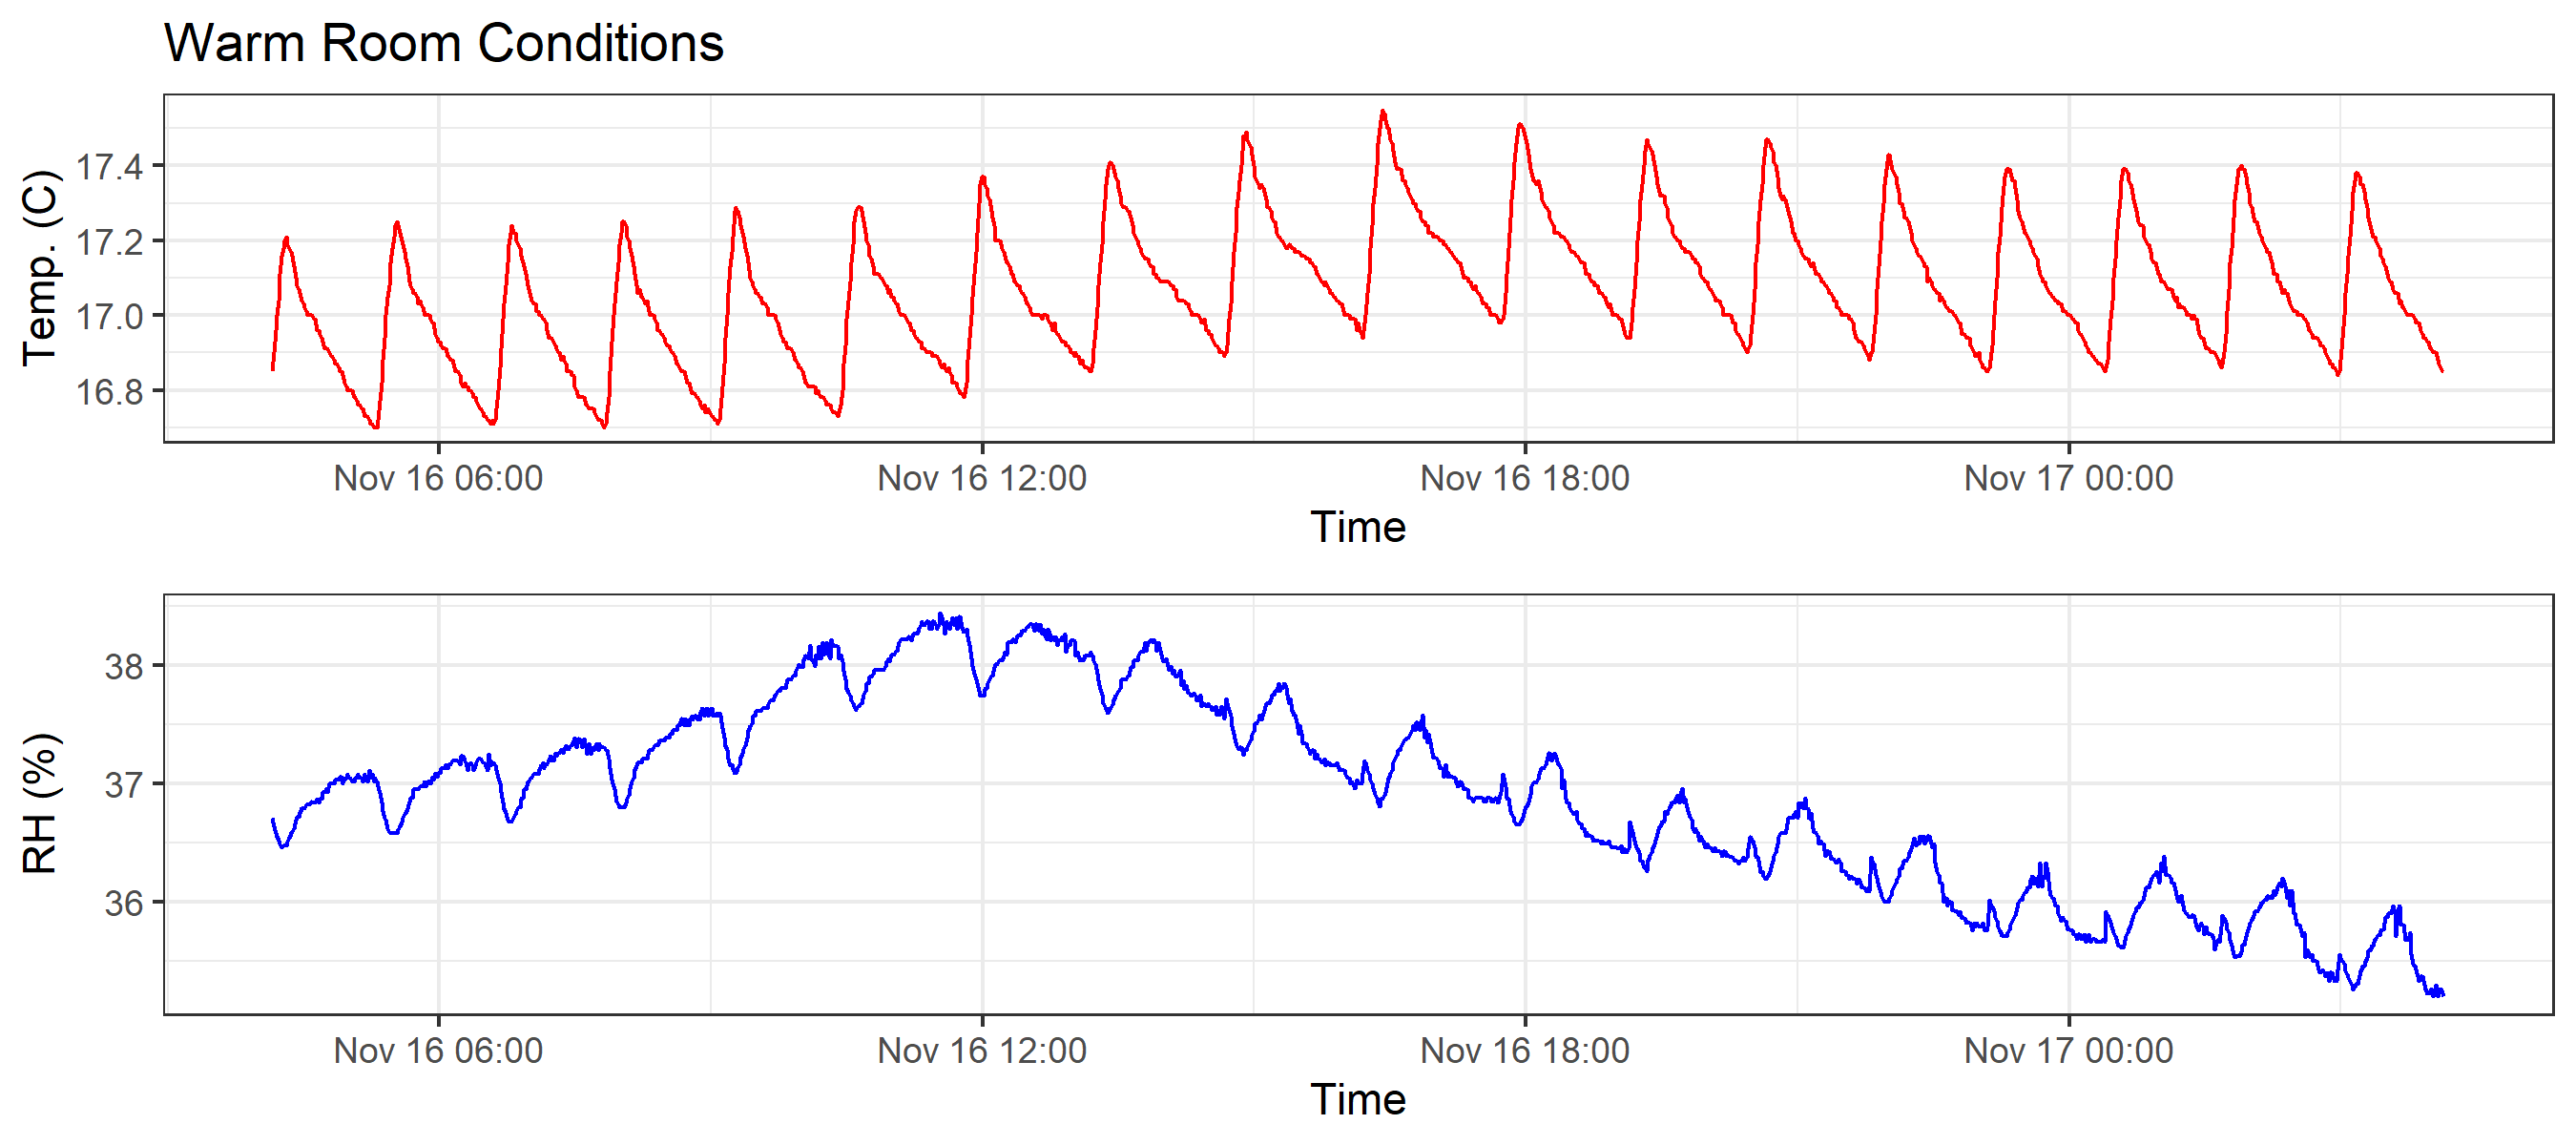 Warm Room Conditions
Temp. (C)
17.4
17.2
17.0
16.8
Nov 16 06:00 Nov 16 12:00 Nov 16 18:00 Nov 17 00:00
Time
RH (%)
38
37
36
Nov 16 06:00 Nov 16 12:00 Nov 16 18:00 Nov 17 00:00
Time